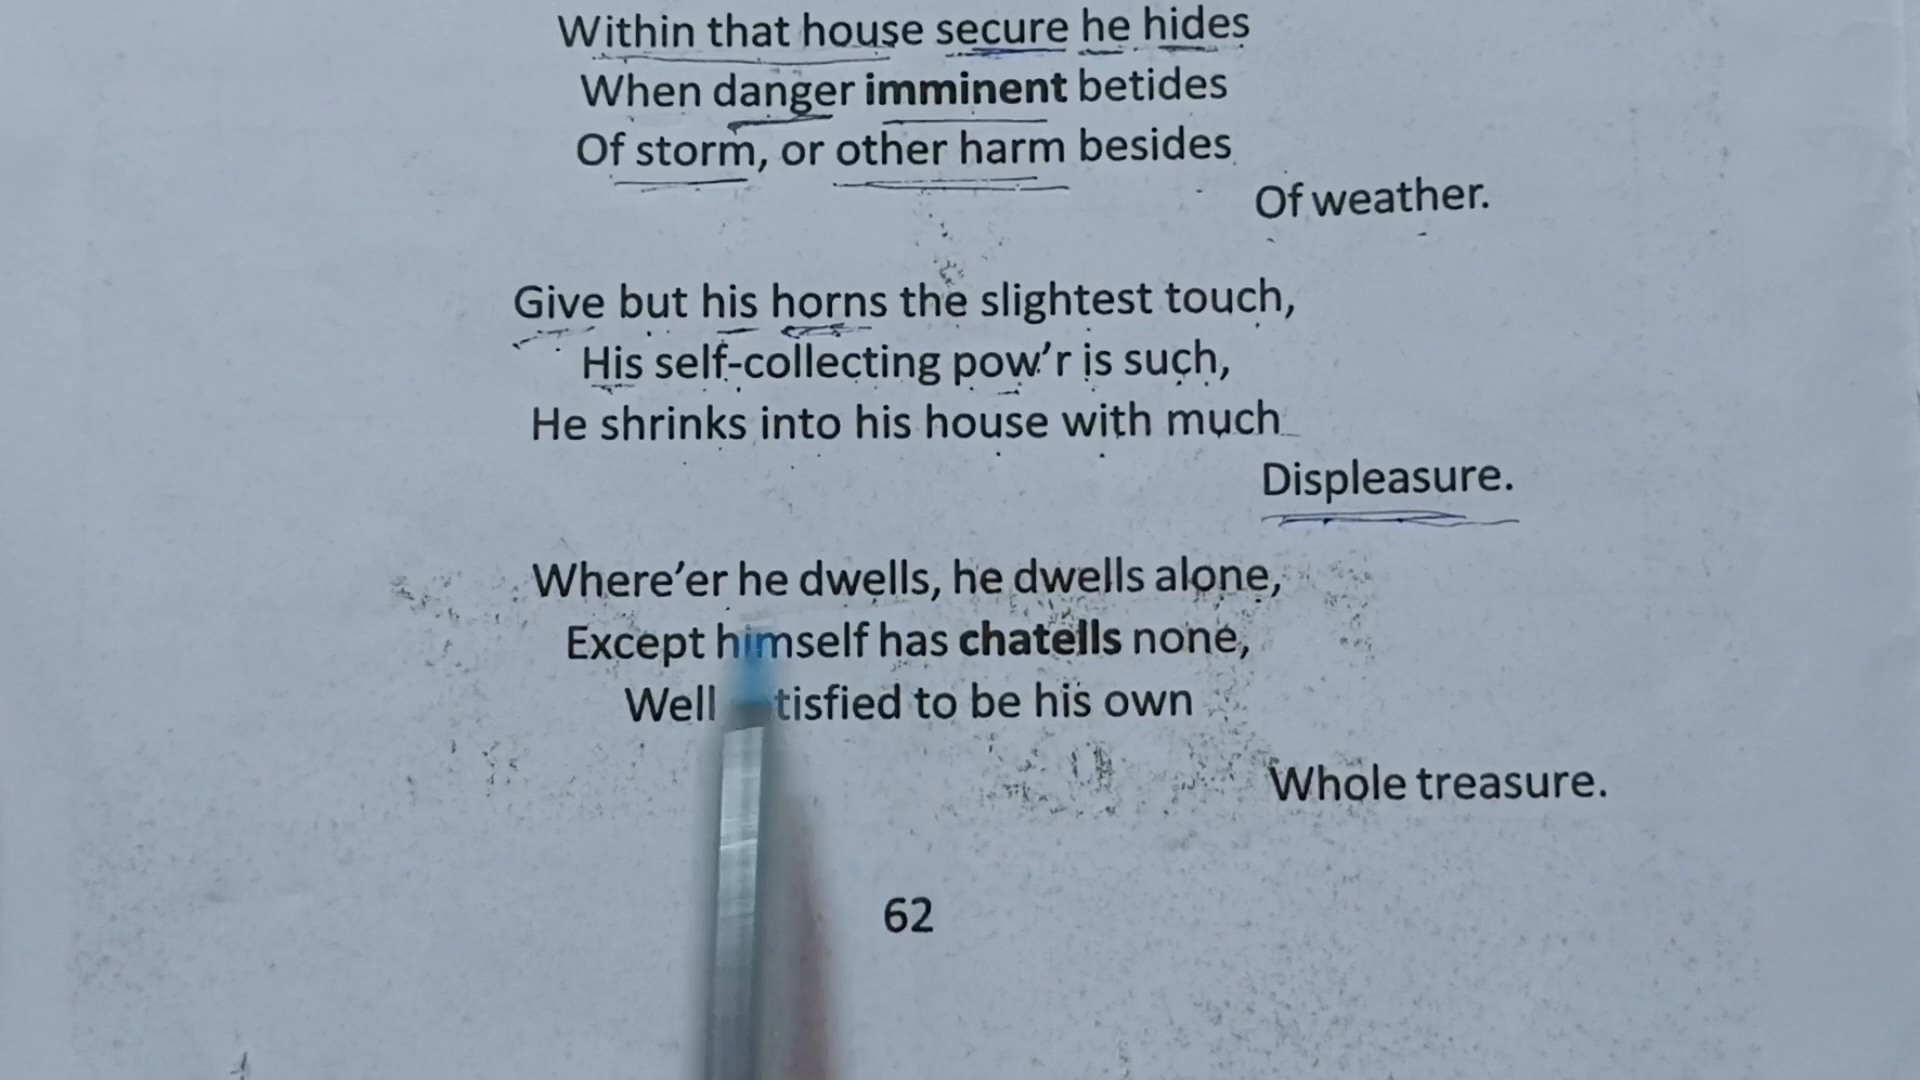 Within that house secure he hides
When danger imminent betides
Of storm, or other harm besides
Of weather.
Give but his horns the slightest touch,
His self-collecting pow’r is such,
He shrinks into his house with much
Displeasure.
Where’er he dwells, he dwells alone,
Except himself has chatells none,
Well tisfied to be his own
Whole treasure.
62